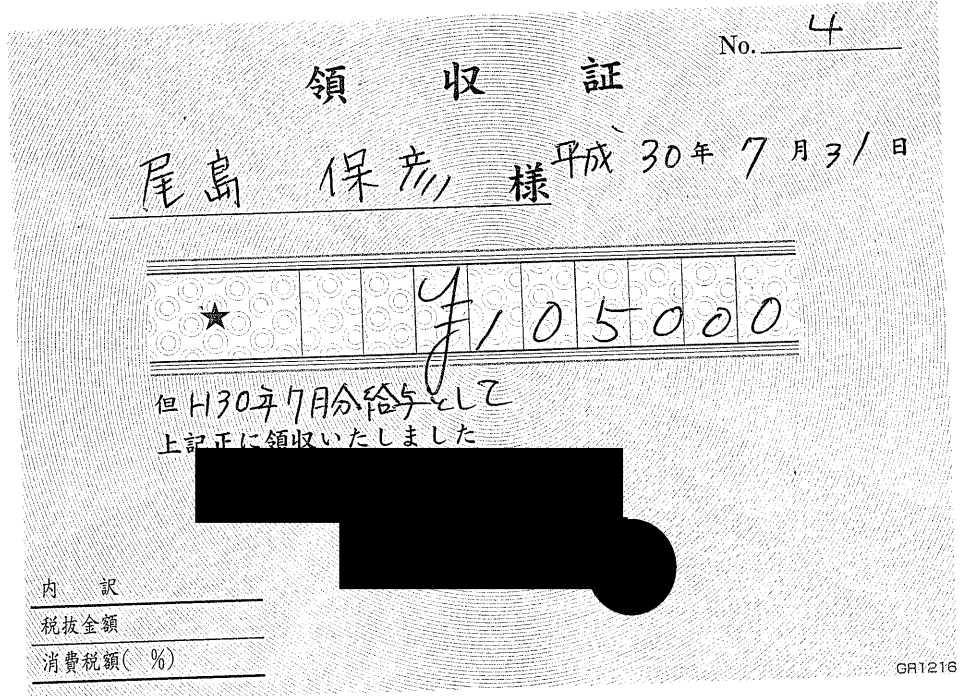 No. 4
領収証
尾島 保彦 様
平成 30年 7月 31日
★ ¥105000
但 H30年7月分給与として
上記正に領収いたしました
内 訳
税抜金額
消費税額( %)
GR1216